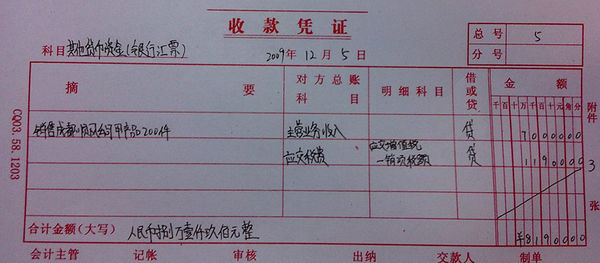 收款凭证
总号 5
科目 其他货币资金(银行汇票) 2009年12月5日
分号
摘要 对方总账科目 明细科目 借或贷 金额
千百十万千百十元角分
销售成都 公司甲产品200件 主营业务收入 贷 7000000
应交税费 应交增值税 贷 1190000
—销项税额
附件3张
合计金额(大写) 人民币捌万壹仟玖佰元整 ¥8190000
会计主管 记帐 审核 出纳 交款人 制单
CQ03.58.1203